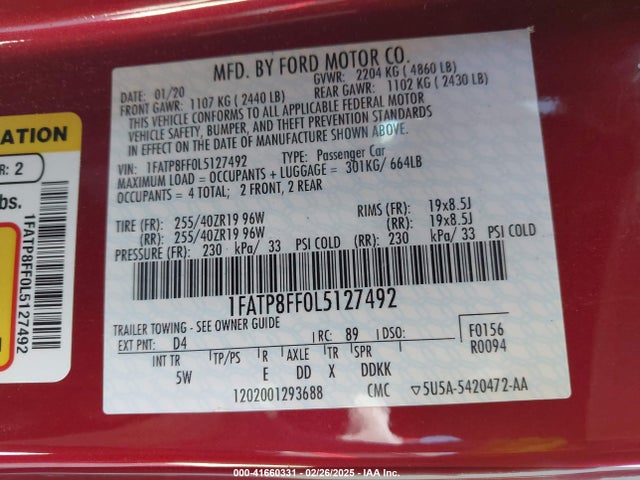 MFD. BY FORD MOTOR CO.
DATE: 01/20
GVWR: 2204 KG (4860 LB)
FRONT GAWR: 1107 KG (2440 LB)
REAR GAWR: 1102 KG (2430 LB)
THIS VEHICLE CONFORMS TO ALL APPLICABLE FEDERAL MOTOR
VEHICLE SAFETY, BUMPER, AND THEFT PREVENTION STANDARDS
IN EFFECT ON THE DATE OF MANUFACTURE SHOWN ABOVE.
VIN: 1FATP8FF0L5127492 TYPE: Passenger Car
MAXIMUM LOAD = OCCUPANTS + LUGGAGE = 301KG/ 664LB
OCCUPANTS = 4 TOTAL; 2 FRONT, 2 REAR
TIRE (FR): 255/40ZR19 96W RIMS (FR): 19x8.5J
(RR): 255/40ZR19 96W (RR): 19x8.5J
PRESSURE (FR): 230 kPa/ 33 PSI COLD (RR): 230 kPa/ 33 PSI COLD
1FATP8FF0L5127492
TRAILER TOWING - SEE OWNER GUIDE
EXT PNT: D4 RC: 89 DSO:
F0156
R0094
INT TR TP/PS R AXLE TR SPR
5W E DD X DDKK
1202001293688 CMC 5U5A-5420472-AA
ATION
R: 2
bs.
1FATP8FF0L5127492
000-41660331 - 02/26/2025 - IAA Inc.